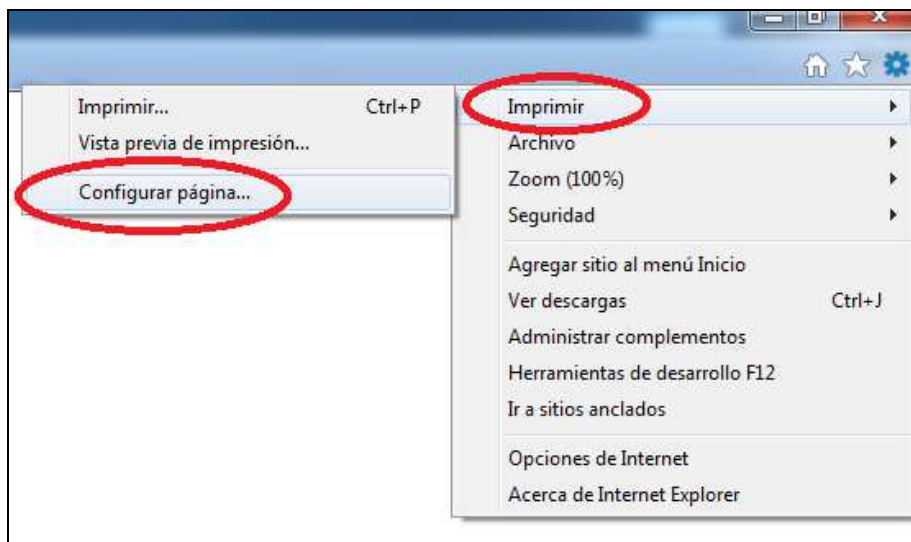 Imprimir... Ctrl+P
Vista previa de impresión...
Configurar página...
Imprimir
Archivo
Zoom (100%)
Seguridad
Agregar sitio al menú Inicio
Ver descargas Ctrl+J
Administrar complementos
Herramientas de desarrollo F12
Ir a sitios anclados
Opciones de Internet
Acerca de Internet Explorer